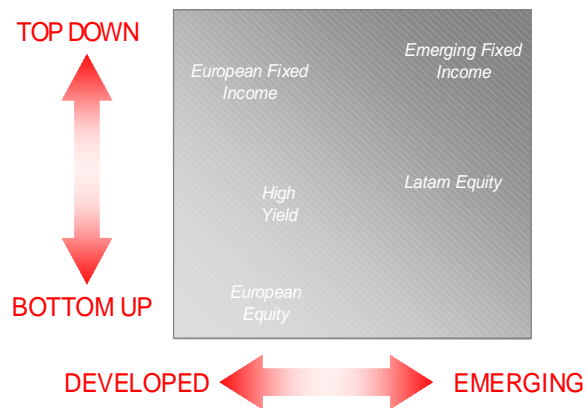 TOP DOWN
Emerging Fixed
Income
European Fixed
Income
High
Yield
Latam Equity
European
Equity
BOTTOM UP
DEVELOPED
EMERGING